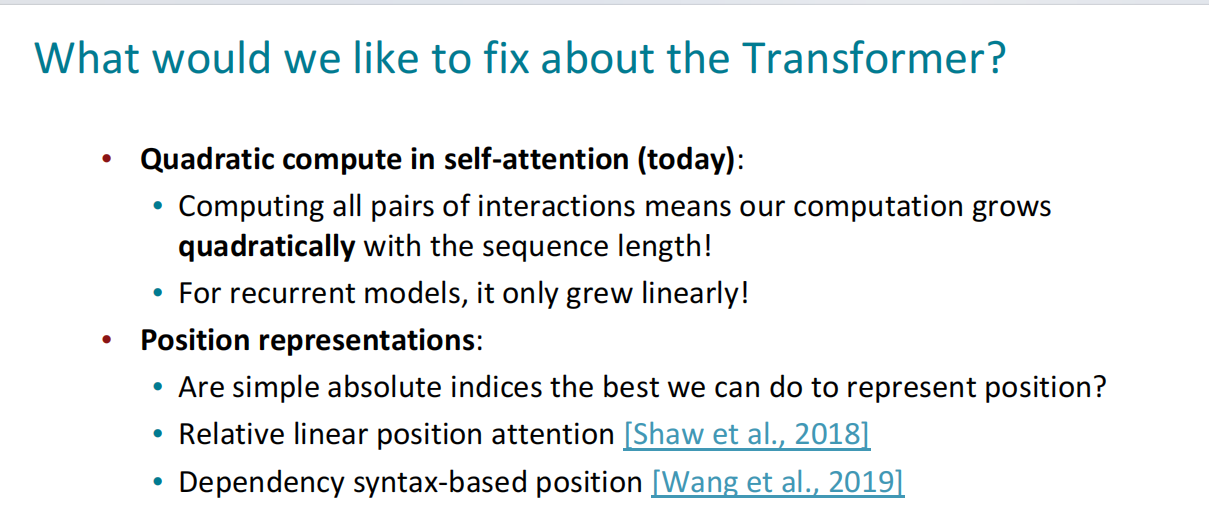 What would we like to fix about the Transformer?
• Quadratic compute in self-attention (today):
• Computing all pairs of interactions means our computation grows
quadratically with the sequence length!
• For recurrent models, it only grew linearly!
• Position representations:
• Are simple absolute indices the best we can do to represent position?
• Relative linear position attention [Shaw et al., 2018]
• Dependency syntax-based position [Wang et al., 2019]